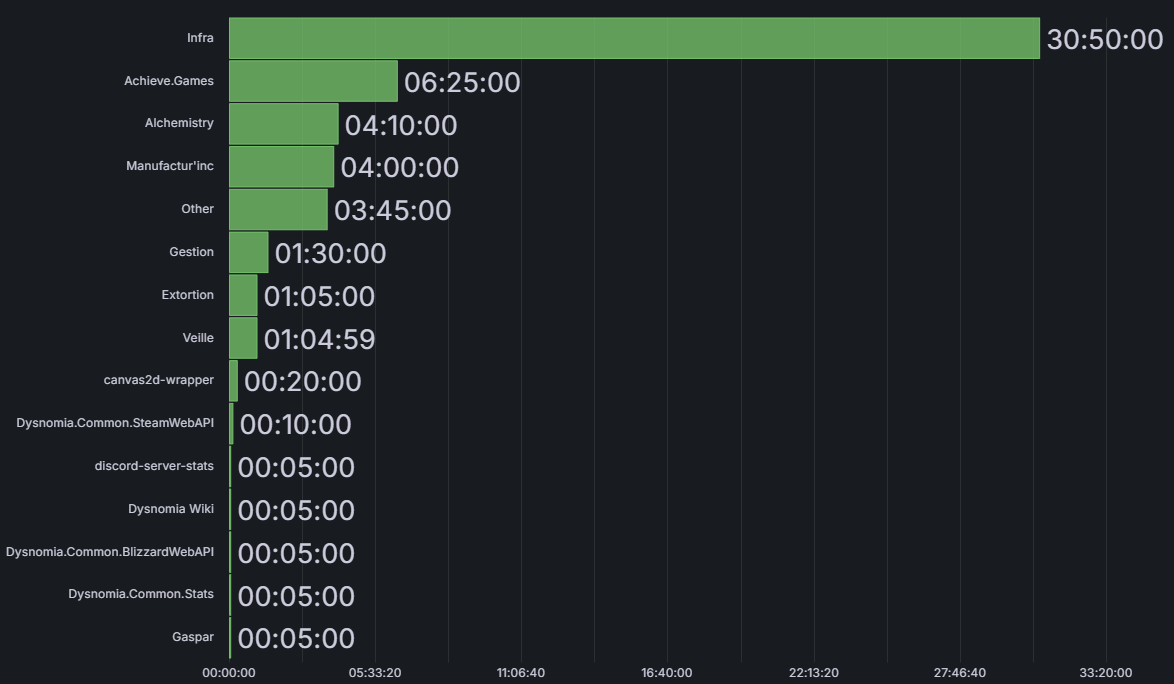 Infra 30:50:00
Achieve.Games 06:25:00
Alchemistry 04:10:00
Manufactur'inc 04:00:00
Other 03:45:00
Gestion 01:30:00
Extortion 01:05:00
Veille 01:04:59
canvas2d-wrapper 00:20:00
Dysnomia.Common.SteamWebAPI 00:10:00
discord-server-stats 00:05:00
Dysnomia Wiki 00:05:00
Dysnomia.Common.BlizzardWebAPI 00:05:00
Dysnomia.Common.Stats 00:05:00
Gaspar 00:05:00
00:00:00 05:33:20 11:06:40 16:40:00 22:13:20 27:46:40 33:20:00